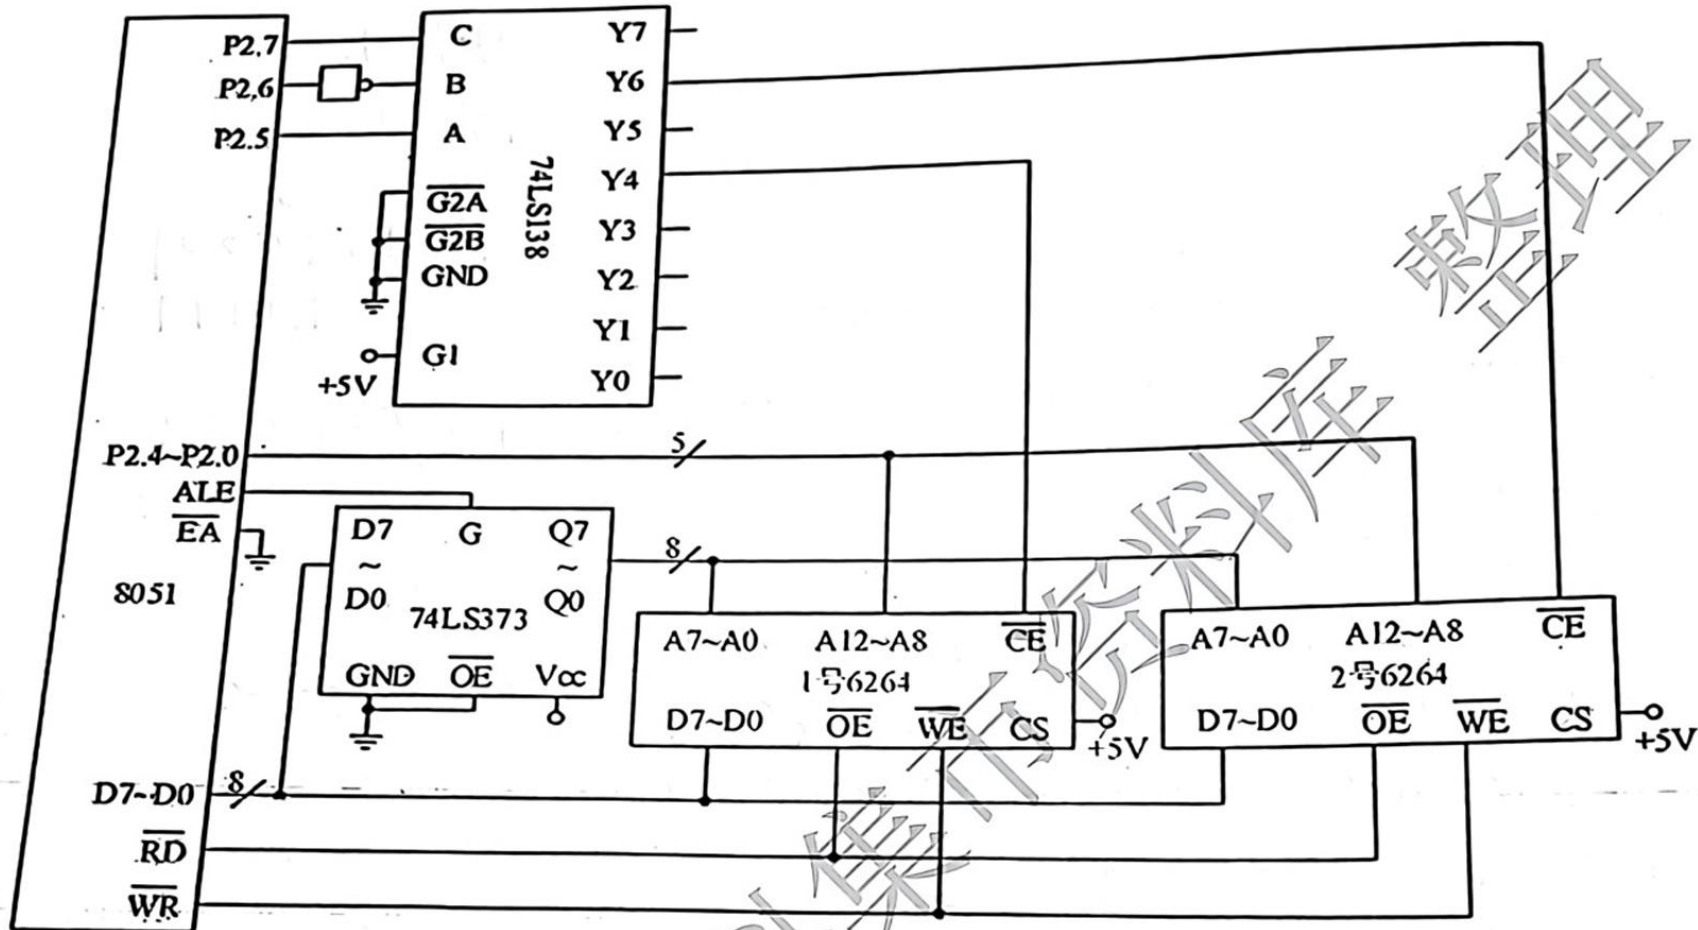 P2.7
P2.6
P2.5
C
B
A
G2A
G2B
GND
G1
+5V
74LS138
Y7
Y6
Y5
Y4
Y3
Y2
Y1
Y0
P2.4~P2.0
ALE
EA
8051
5
8
D7 G Q7
~ ~
D0 Q0
74LS373
GND OE Vcc
A7~A0 A12~A8 CE
1号6264
D7~D0 OE WE CS
+5V
A7~A0 A12~A8 CE
2号6264
D7~D0 OE WE CS
+5V
D7~D0
8
RD
WR
资料库
整理